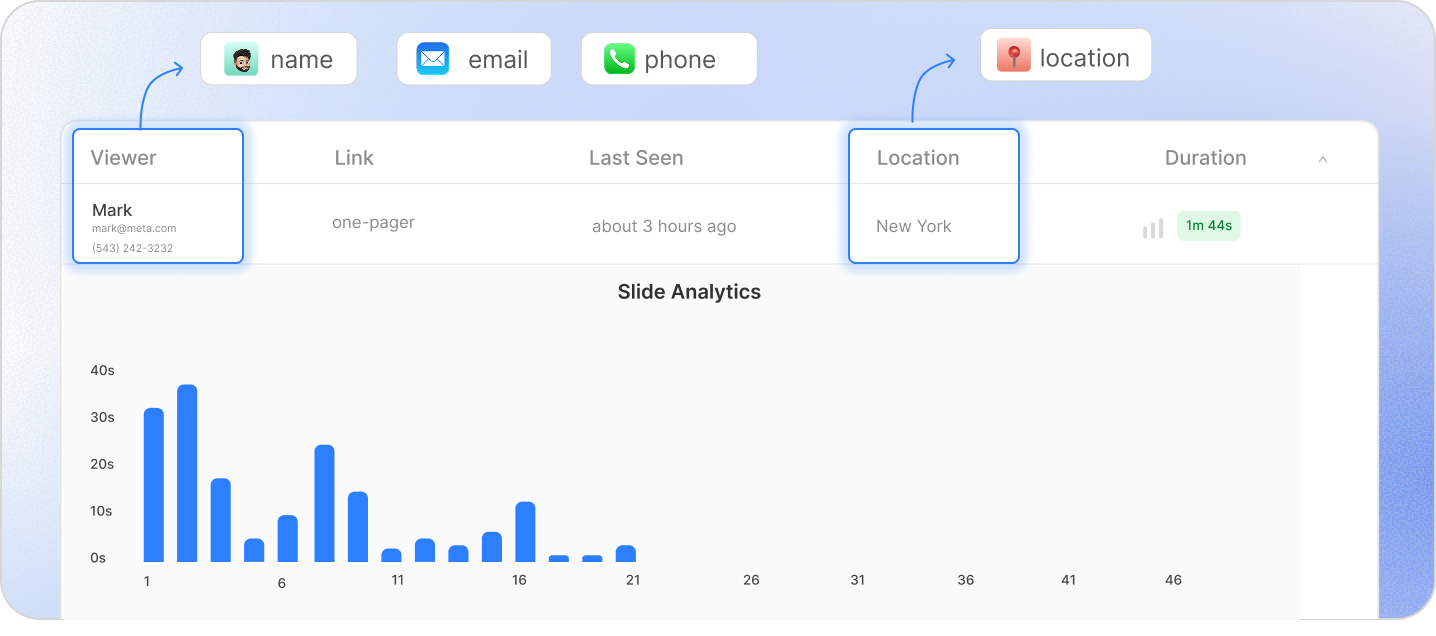 name
email
phone
location
Viewer Link Last Seen Location Duration
Mark
mark@meta.com
(543) 242-3232
one-pager
about 3 hours ago
New York
1m 44s
Slide Analytics
40s
30s
20s
10s
0s
1 6 11 16 21 26 31 36 41 46